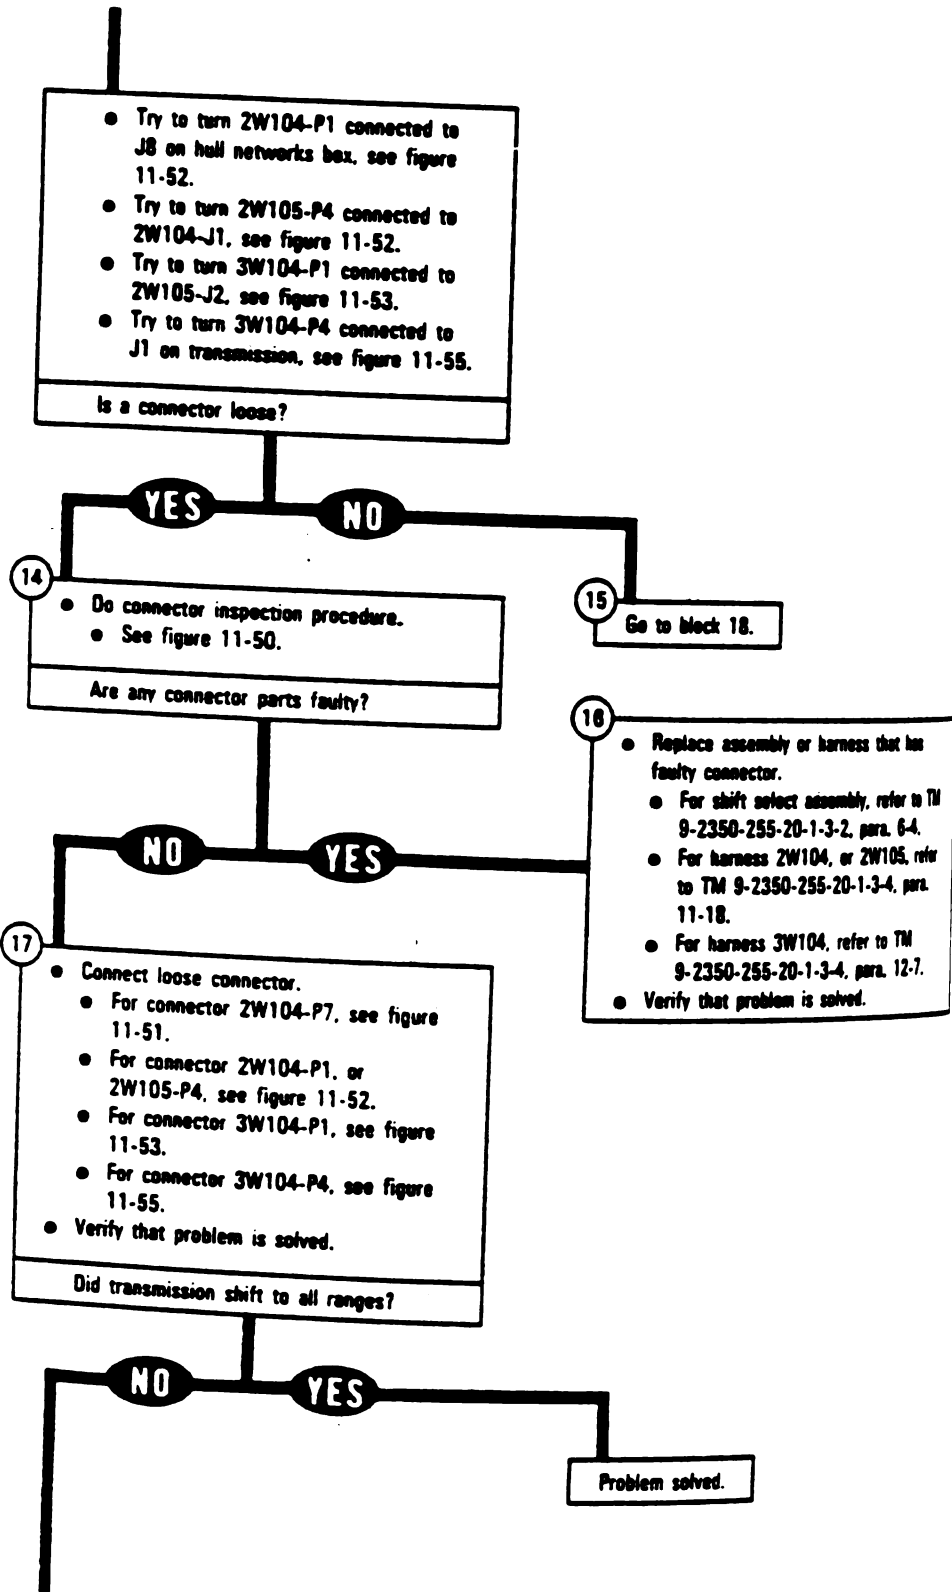 ● Try to turn 2W104-P1 connected to
J8 on hull networks box, see figure
11-52.
● Try to turn 2W105-P4 connected to
2W104-J1, see figure 11-52.
● Try to turn 3W104-P1 connected to
2W105-J2, see figure 11-53.
● Try to turn 3W104-P4 connected to
J1 on transmission, see figure 11-55.
Is a connector loose?
YES
NO
14
● Do connector inspection procedure.
● See figure 11-50.
Are any connector parts faulty?
15
Go to block 18.
NO
YES
16
● Replace assembly or harness that has
faulty connector.
● For shift select assembly, refer to TM
9-2350-255-20-1-3-2, para. 6-4.
● For harness 2W104, or 2W105, refer
to TM 9-2350-255-20-1-3-4, para.
11-18.
● For harness 3W104, refer to TM
9-2350-255-20-1-3-4, para. 12-7.
● Verify that problem is solved.
17
● Connect loose connector.
● For connector 2W104-P7, see figure
11-51.
● For connector 2W104-P1, or
2W105-P4, see figure 11-52.
● For connector 3W104-P1, see figure
11-53.
● For connector 3W104-P4, see figure
11-55.
● Verify that problem is solved.
Did transmission shift to all ranges?
NO
YES
Problem solved.